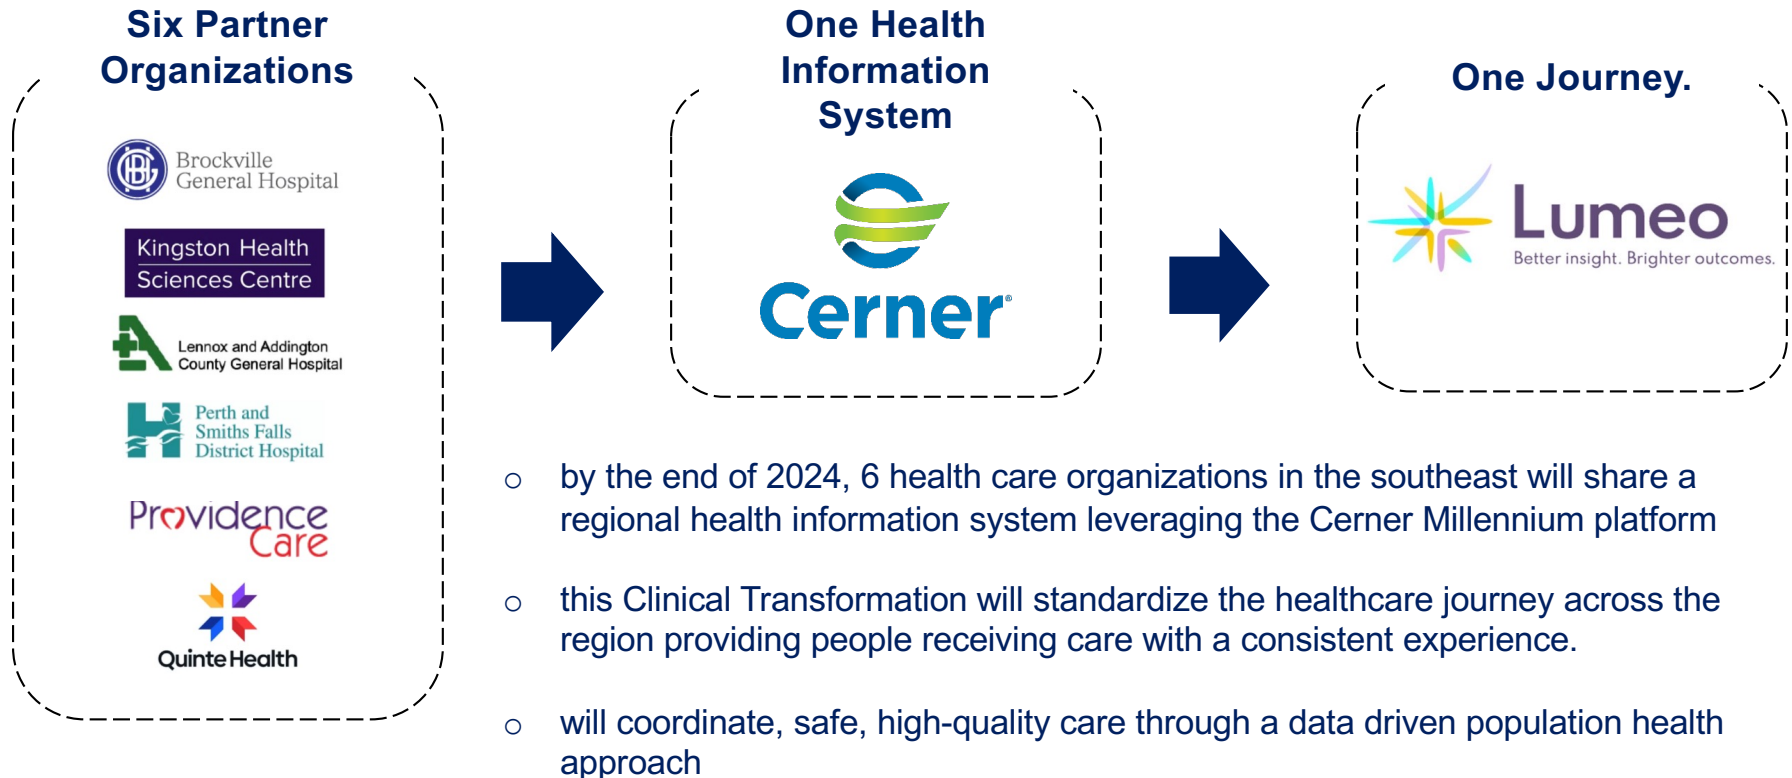 Six Partner
Organizations
Brockville
General Hospital
Kingston Health
Sciences Centre
Lennox and Addington
County General Hospital
Perth and
Smiths Falls
District Hospital
Providence
Care
Quinte Health
One Health
Information
System
Cerner®
One Journey.
Lumeo
Better insight. Brighter outcomes.
o by the end of 2024, 6 health care organizations in the southeast will share a
regional health information system leveraging the Cerner Millennium platform
o this Clinical Transformation will standardize the healthcare journey across the
region providing people receiving care with a consistent experience.
o will coordinate, safe, high-quality care through a data driven population health
approach